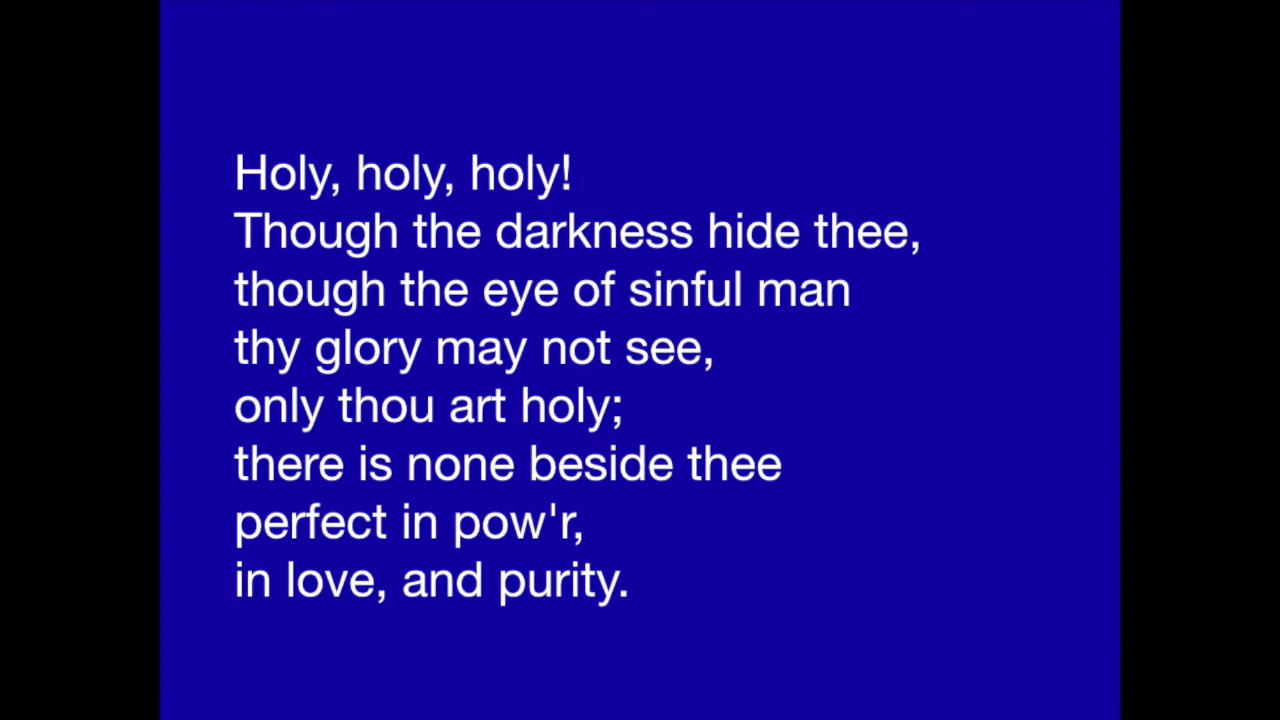 Holy, holy, holy!
Though the darkness hide thee,
though the eye of sinful man
thy glory may not see,
only thou art holy;
there is none beside thee
perfect in pow'r,
in love, and purity.